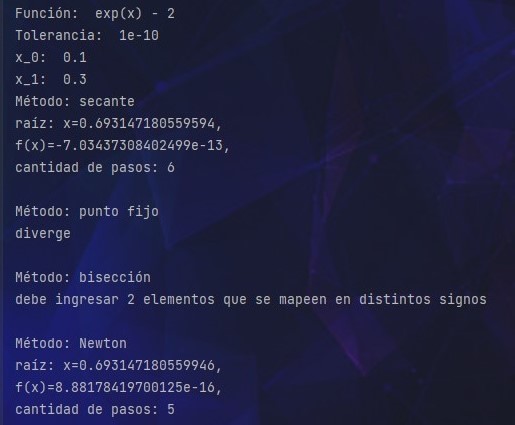 Función:  exp(x) - 2
Tolerancia:  1e-10
x_0:  0.1
x_1:  0.3
Método: secante
raíz: x=0.693147180559594,
f(x)=-7.03437308402499e-13,
cantidad de pasos: 6
Método: punto fijo
diverge
Método: bisección
debe ingresar 2 elementos que se mapeen en distintos signos
Método: Newton
raíz: x=0.693147180559946,
f(x)=8.88178419700125e-16,
cantidad de pasos: 5